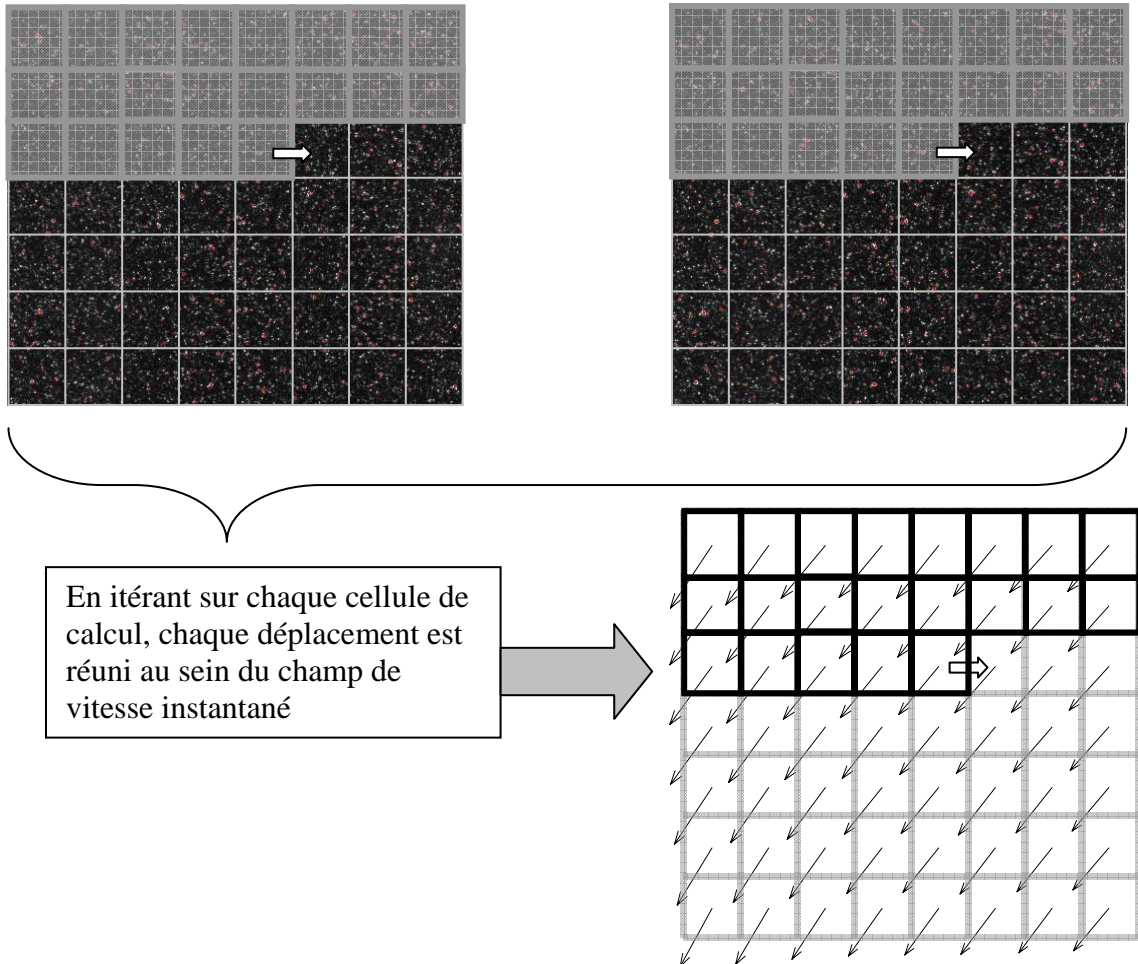 En itérant sur chaque cellule de
calcul, chaque déplacement est
réuni au sein du champ de
vitesse instantané